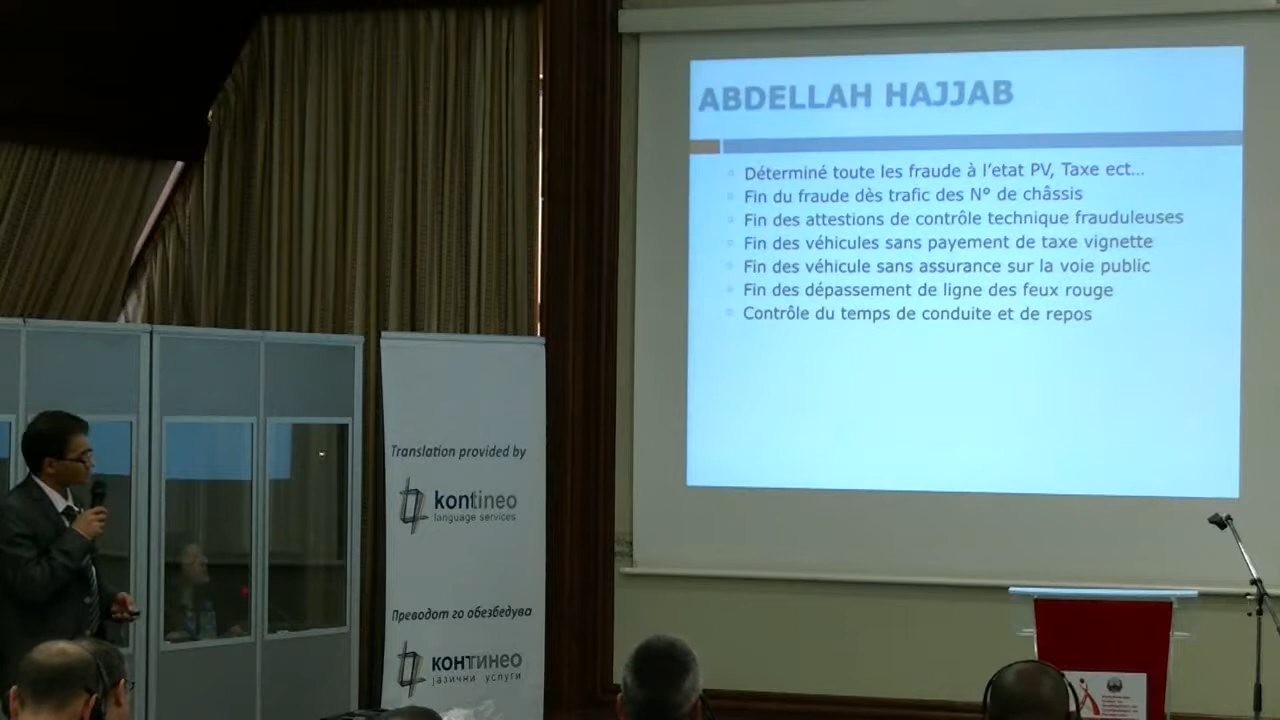 ABDELLAH HAJJAB
Déterminé toute les fraude à l’etat PV, Taxe ect...
Fin du fraude dès trafic des N° de châssis
Fin des attestions de contrôle technique frauduleuses
Fin des véhicules sans payement de taxe vignette
Fin des véhicule sans assurance sur la voie public
Fin des dépassement de ligne des feux rouge
Contrôle du temps de conduite et de repos
Translation provided by
kontineo
language services
Преводот го обезбедува
КОНТИНЕО
јазични услуги